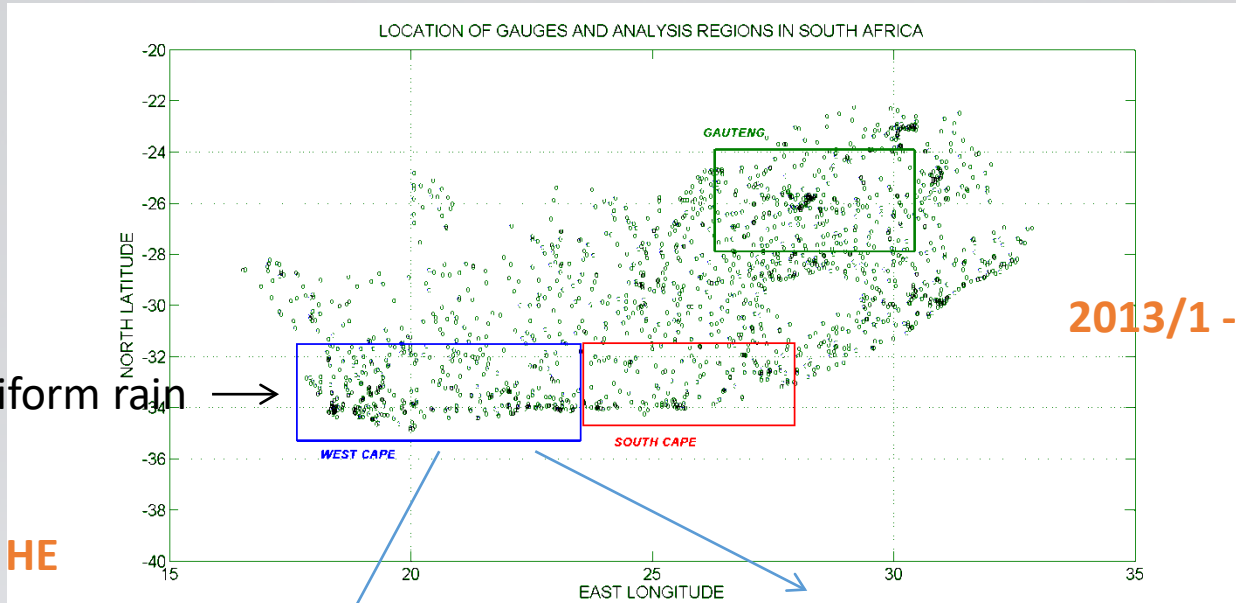 LOCATION OF GAUGES AND ANALYSIS REGIONS IN SOUTH AFRICA
-20
-22
GAUTENG
-24
-26
NORTH LATITUDE
-28
-30
2013/1 -
-32
iform rain
-34
SOUTH CAPE
WEST CAPE
-36
-38
HE
-40
15 20 25 30 35
EAST LONGITUDE